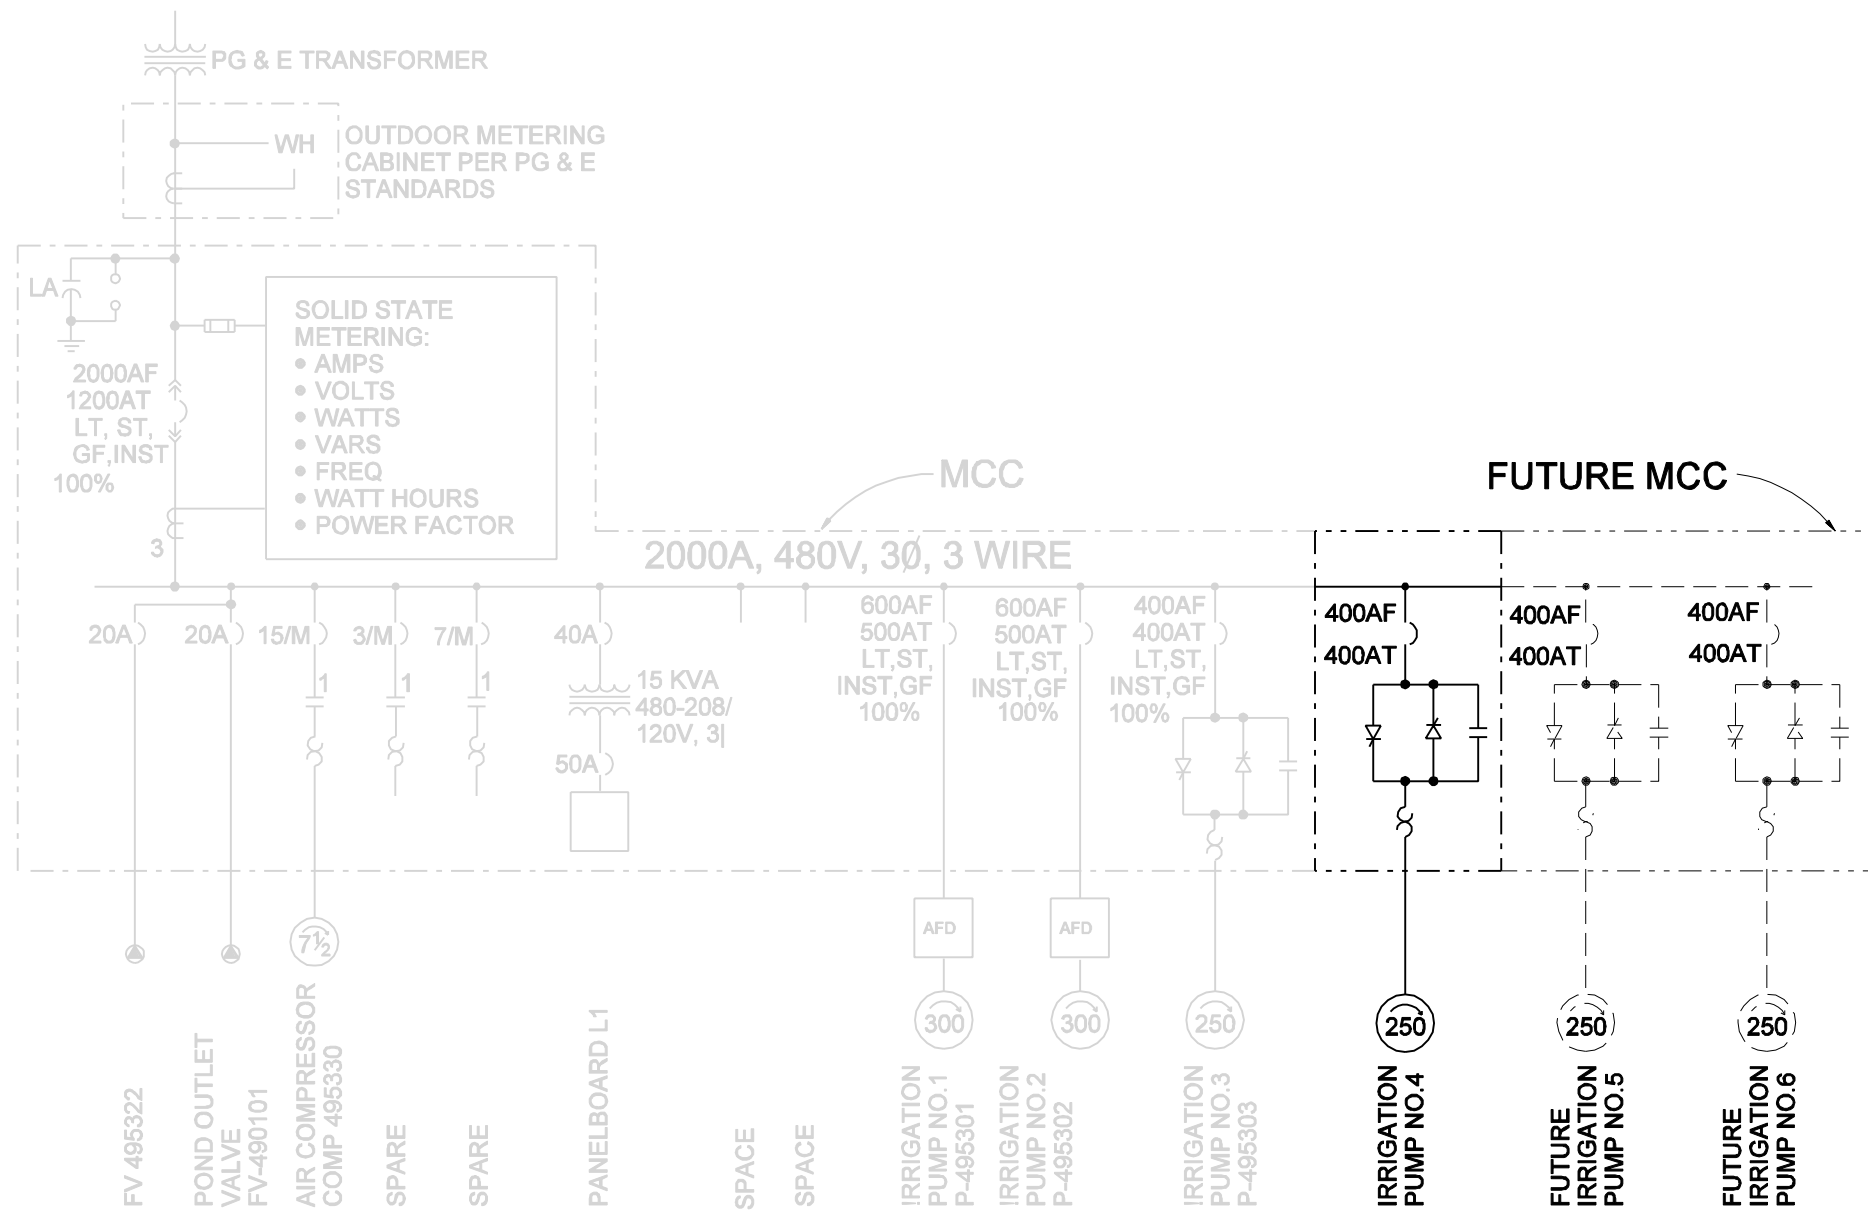 PG & E TRANSFORMER
WH
OUTDOOR METERING
CABINET PER PG & E
STANDARDS
LA
SOLID STATE
METERING:
● AMPS
● VOLTS
● WATTS
● VARS
● FREQ
● WATT HOURS
● POWER FACTOR
2000AF
1200AT
LT, ST,
GF,INST
100%
3
MCC
FUTURE MCC
2000A, 480V, 3Ø, 3 WIRE
20A
20A
15/M
1
3/M
1
7/M
1
40A
15 KVA
480-208/
120V, 3|
50A
600AF
500AT
LT,ST,
INST,GF
100%
600AF
500AT
LT,ST,
INST,GF
100%
400AF
400AT
LT,ST,
INST,GF
100%
400AF
400AT
400AF
400AT
400AF
400AT
AFD
AFD
7½
300
300
250
250
250
250
FV 495322
POND OUTLET
VALVE
FV-490101
AIR COMPRESSOR
COMP 495330
SPARE
SPARE
PANELBOARD L1
SPACE
SPACE
IRRIGATION
PUMP NO.1
P-495301
IRRIGATION
PUMP NO.2
P-495302
IRRIGATION
PUMP NO.3
P-495303
IRRIGATION
PUMP NO.4
FUTURE
IRRIGATION
PUMP NO.5
FUTURE
IRRIGATION
PUMP NO.6